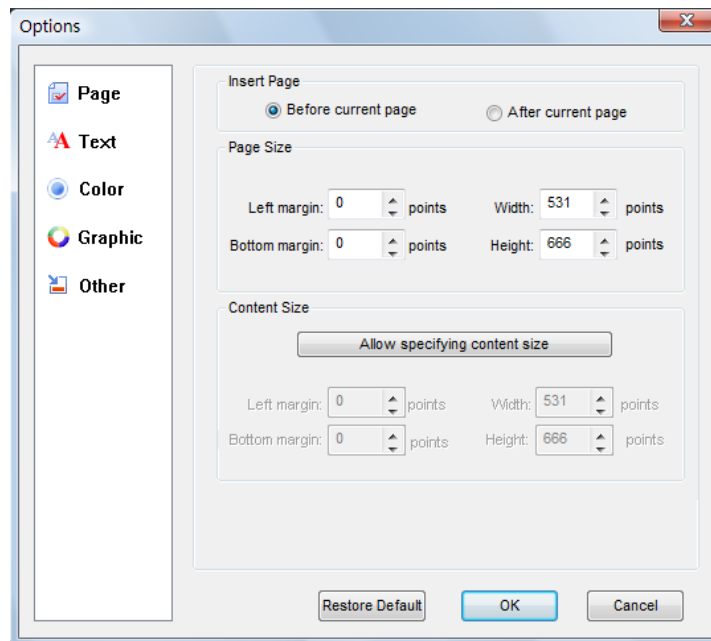 Options
Page
Text
Color
Graphic
Other
Insert Page
Before current page After current page
Page Size
Left margin: 0 points Width: 531 points
Bottom margin: 0 points Height: 666 points
Content Size
Allow specifying content size
Left margin: 0 points Width: 531 points
Bottom margin: 0 points Height: 666 points
Restore Default OK Cancel